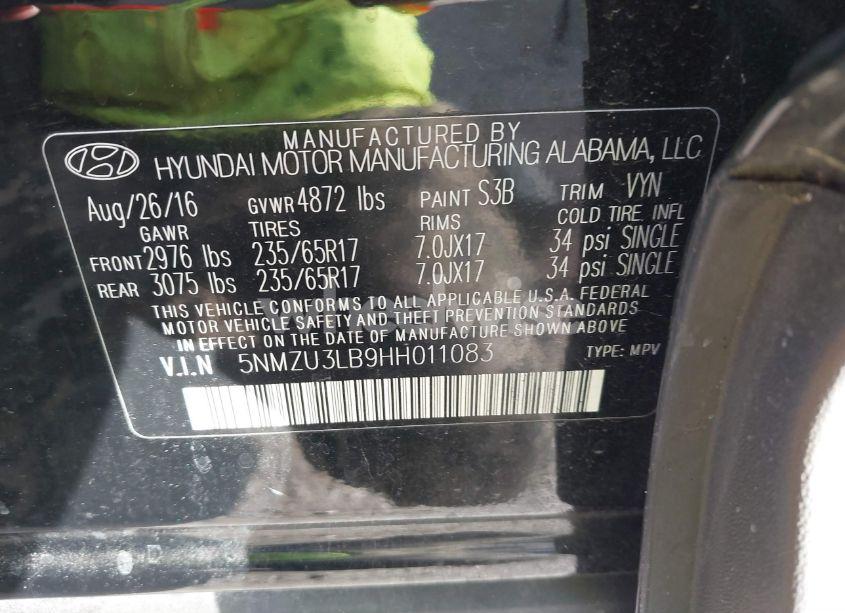 MANUFACTURED BY
HYUNDAI MOTOR MANUFACTURING ALABAMA, LLC
Aug/26/16 GVWR 4872 lbs PAINT S3B TRIM VYN
GAWR TIRES RIMS COLD TIRE. INFL
FRONT 2976 lbs 235/65R17 7.0JX17 34 psi SINGLE
REAR 3075 lbs 235/65R17 7.0JX17 34 psi SINGLE
THIS VEHICLE CONFORMS TO ALL APPLICABLE U.S.A. FEDERAL
MOTOR VEHICLE SAFETY AND THEFT PREVENTION STANDARDS
IN EFFECT ON THE DATE OF MANUFACTURE SHOWN ABOVE
V.I.N 5NMZU3LB9HH011083 TYPE: MPV